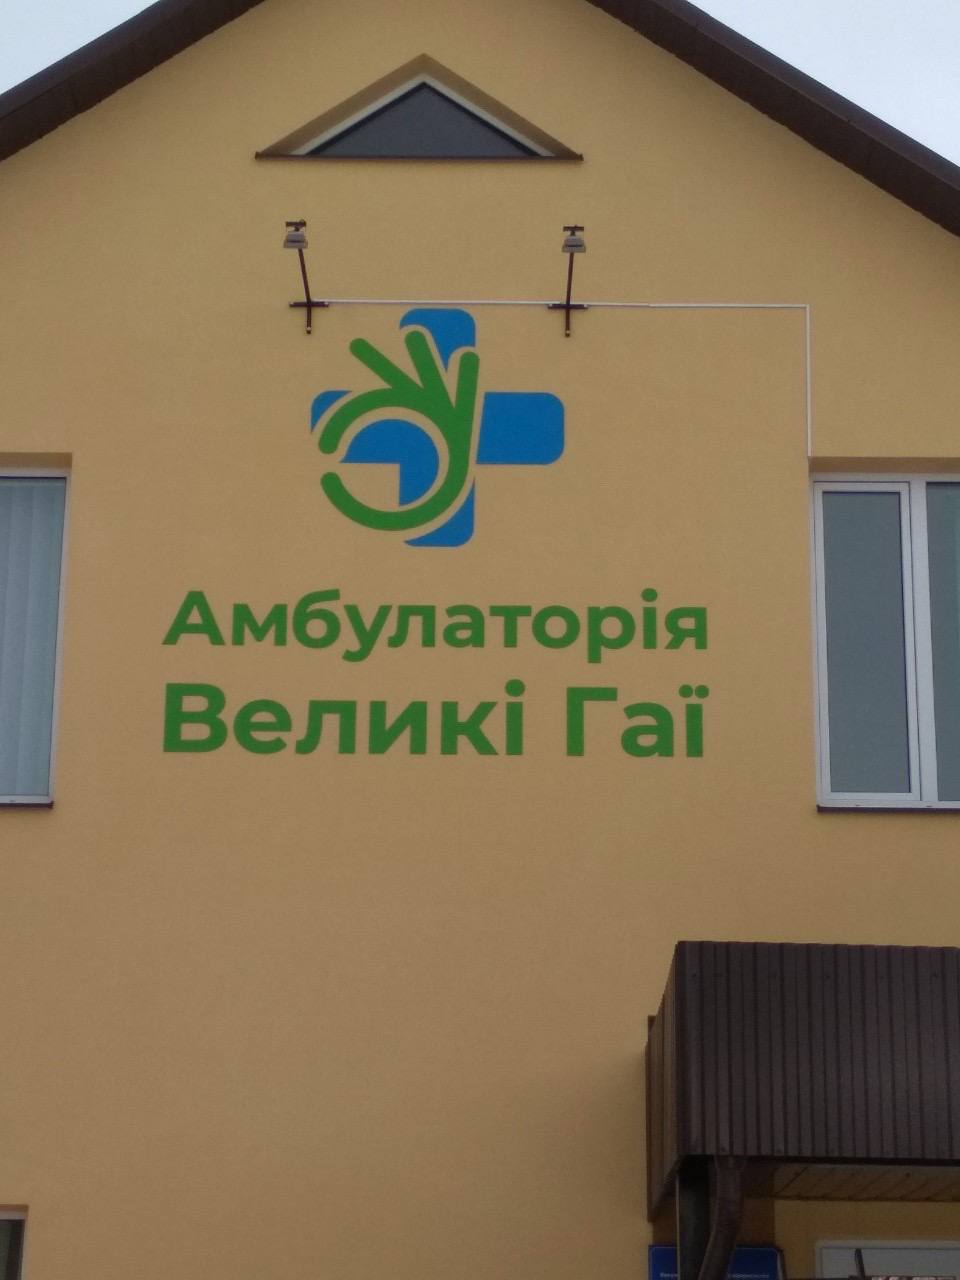 Амбулаторія
Великі Гаї